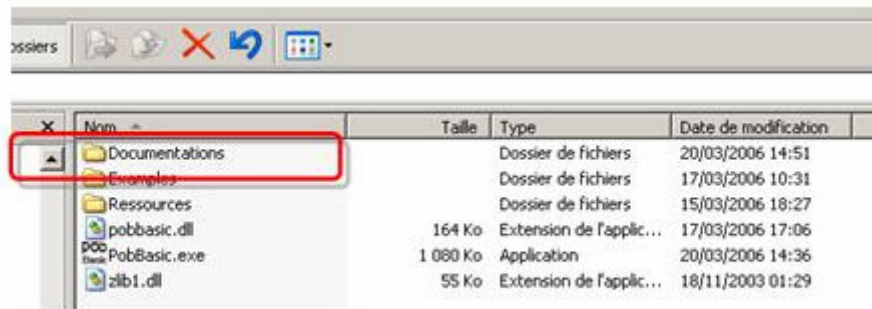 ossiers
Nom Taille Type Date de modification
Documentations Dossier de fichiers 20/03/2006 14:51
Examples Dossier de fichiers 17/03/2006 10:31
Ressources Dossier de fichiers 15/03/2006 18:27
pobbasic.dll 164 Ko Extension de l'applic... 17/03/2006 17:06
POB Basic PobBasic.exe 1 080 Ko Application 20/03/2006 14:36
zlib1.dll 55 Ko Extension de l'applic... 18/11/2003 01:29